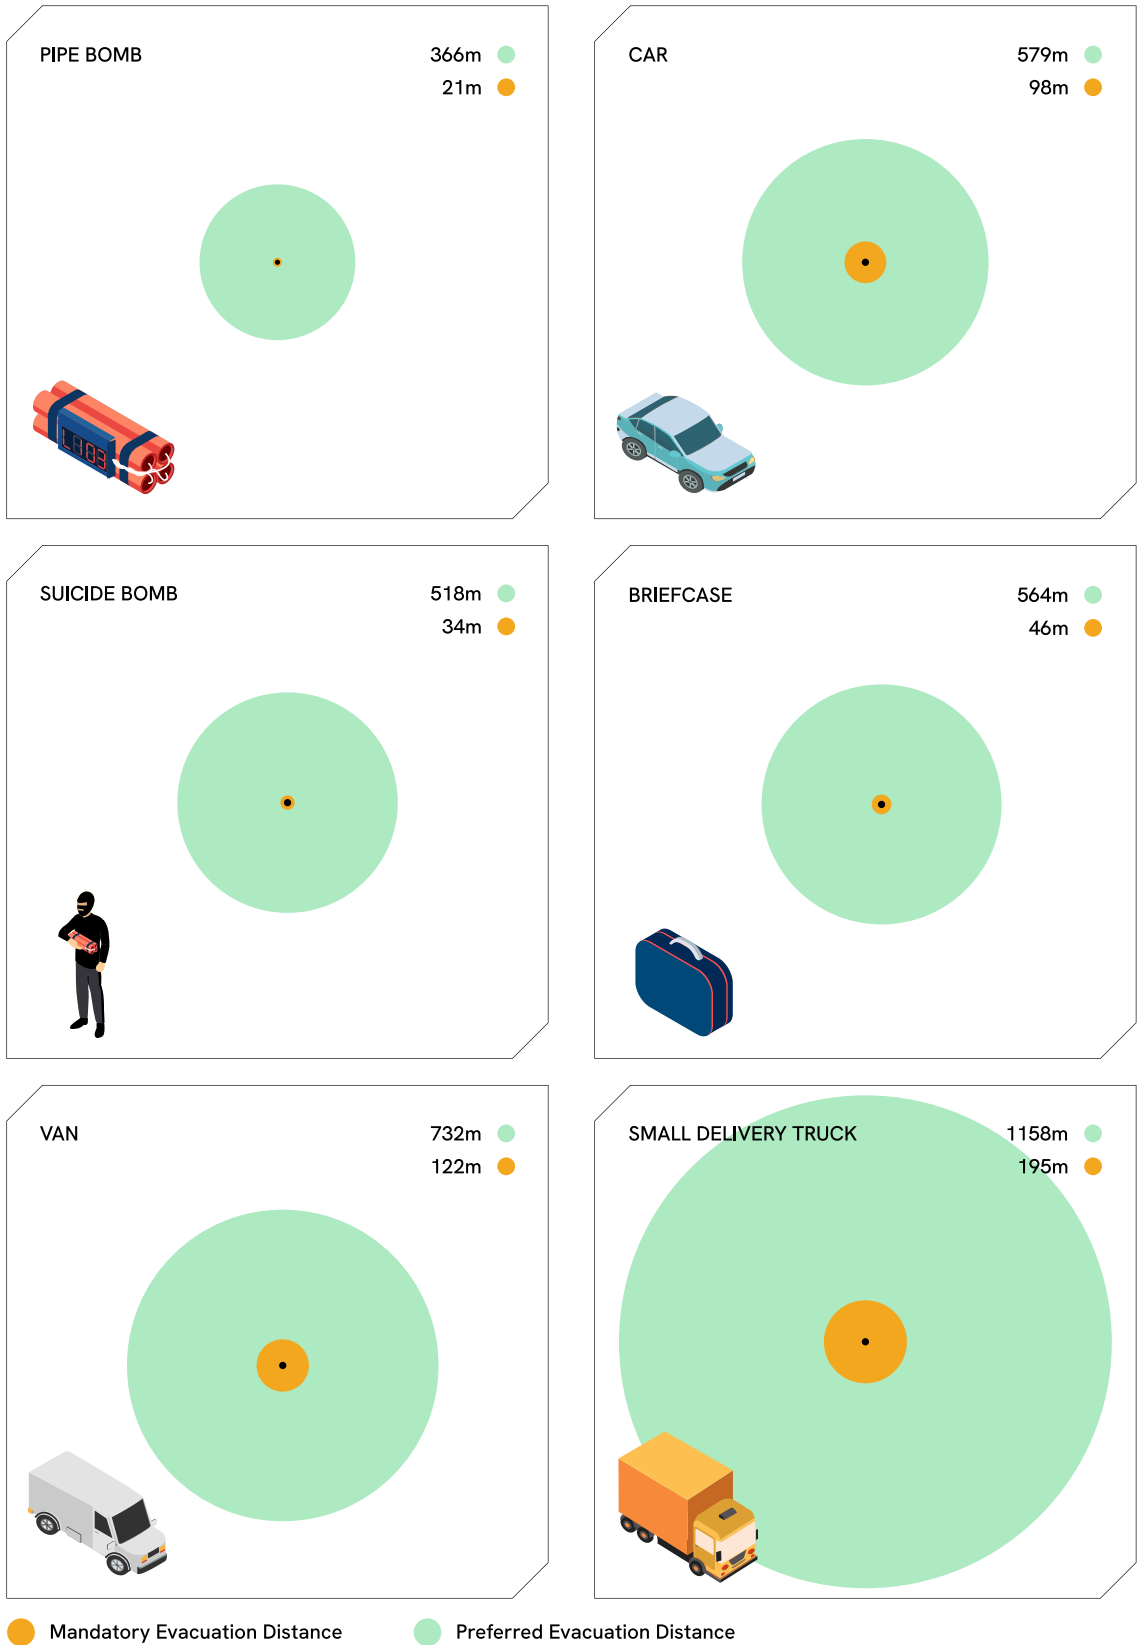 PIPE BOMB
366m
21m
CAR
579m
98m
SUICIDE BOMB
518m
34m
BRIEFCASE
564m
46m
VAN
732m
122m
SMALL DELIVERY TRUCK
1158m
195m
Mandatory Evacuation Distance
Preferred Evacuation Distance